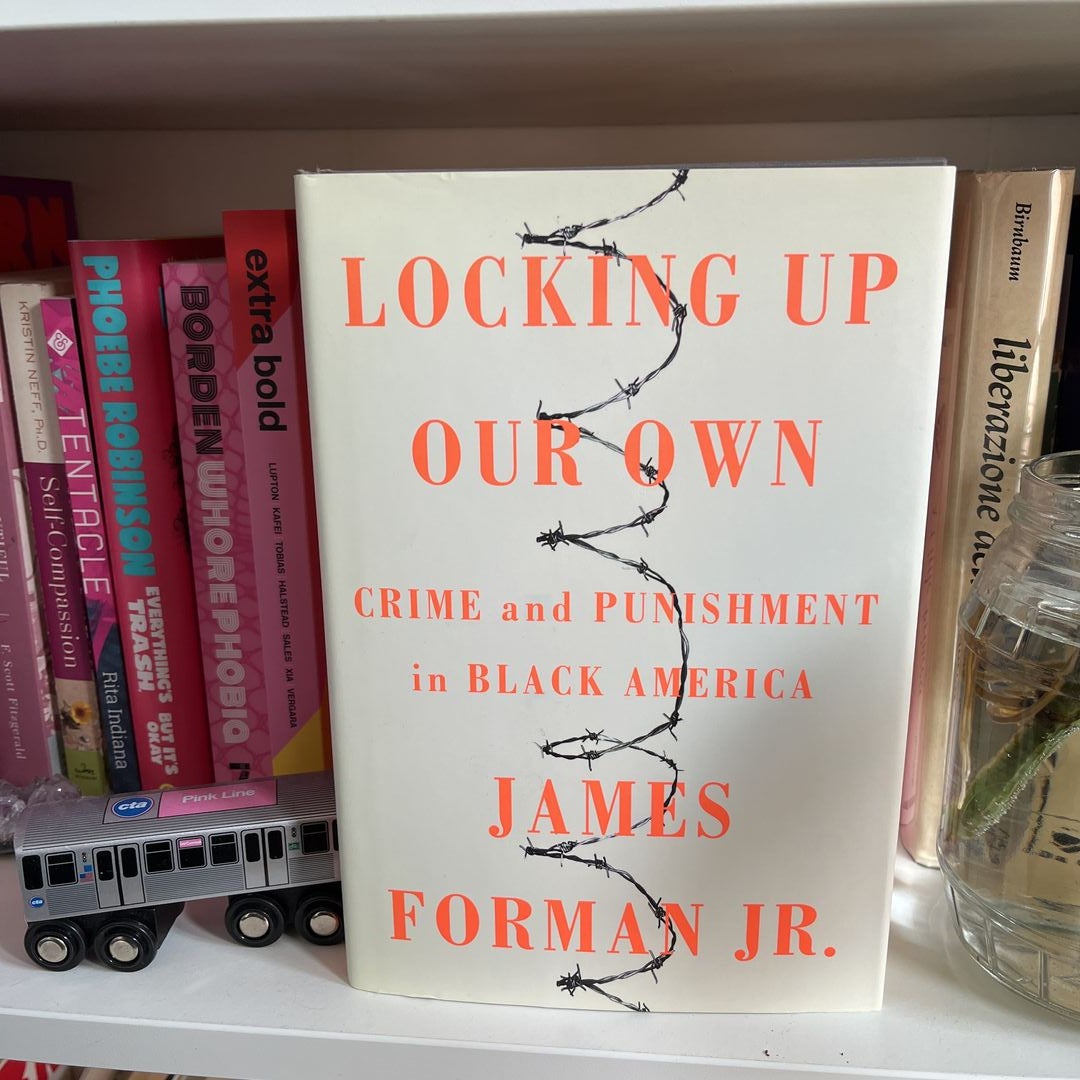 LOCKING UP
OUR OWN
CRIME and PUNISHMENT
in BLACK AMERICA
JAMES
FORMAN JR.
F. Scott Fitzgerald
KRISTIN NEFF, PH.D.
Self-Compassion
TENTACLE
Rita Indiana
PHOEBE ROBINSON
EVERYTHING'S
TRASH
BUT IT'S
OKAY
BORDEN WHOREPHOBIA
extra bold
LUPTON KAFEI TOBIAS HALSTEAD SALES XIA VERGARA
Birnbaum
liberazione
cta
Pink Line
cta